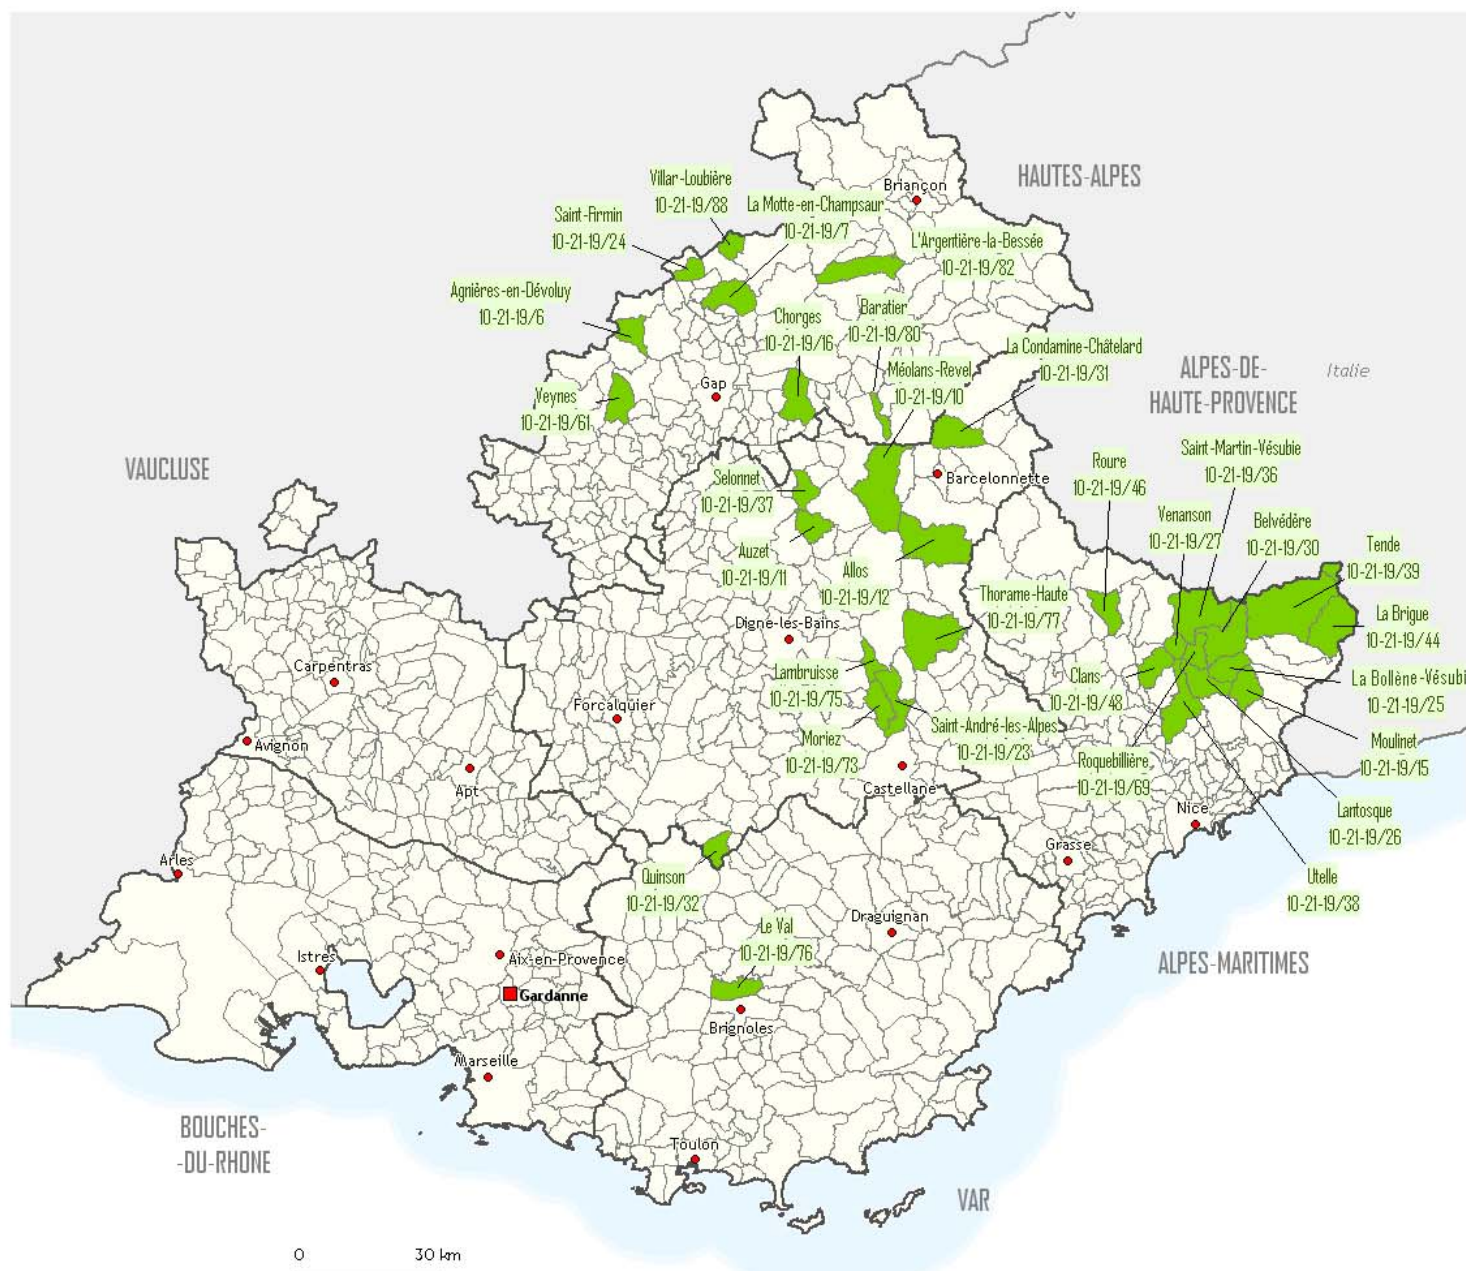 HAUTES-ALPES
Villar-Loubière
10-21-19/88
Briançon
La Motte-en-Champsaur
10-21-19/7
Saint-Firmin
10-21-19/24
L'Argentière-la-Bessée
10-21-19/82
Agnières-en-Dévoluy
10-21-19/6
Chorges
10-21-19/16
Baratier
10-21-19/80
La Condamine-Châtelard
10-21-19/31
Méolans-Revel
10-21-19/10
ALPES-DE-
HAUTE-PROVENCE
Italie
Gap
Veynes
10-21-19/61
VAUCLUSE
Saint-Martin-Vésubie
10-21-19/36
Roure
10-21-19/46
Selonnet
10-21-19/37
Barcelonnette
Venanson
10-21-19/27
Belvédère
10-21-19/30
Tende
10-21-19/39
Auzet
10-21-19/11
Allos
10-21-19/12
Thorame-Haute
10-21-19/77
La Brigue
10-21-19/44
Digne-les-Bains
Carpentras
Lambruisse
10-21-19/75
Clans
10-21-19/48
La Bollène-Vésubi
10-21-19/25
Forcalquier
Saint-André-les-Alpes
10-21-19/23
Moriez
10-21-19/73
Moulinet
10-21-19/15
Avignon
Roquebillière
10-21-19/69
Apt
Castellane
Nice
Lantosque
10-21-19/26
Grasse
Arles
Quinson
10-21-19/32
Utelle
10-21-19/38
Draguignan
Le Val
10-21-19/76
Istres
Aix-en-Provence
ALPES-MARITIMES
Gardanne
Brignoles
Marseille
BOUCHES-
-DU-RHONE
Toulon
VAR
0 30 km